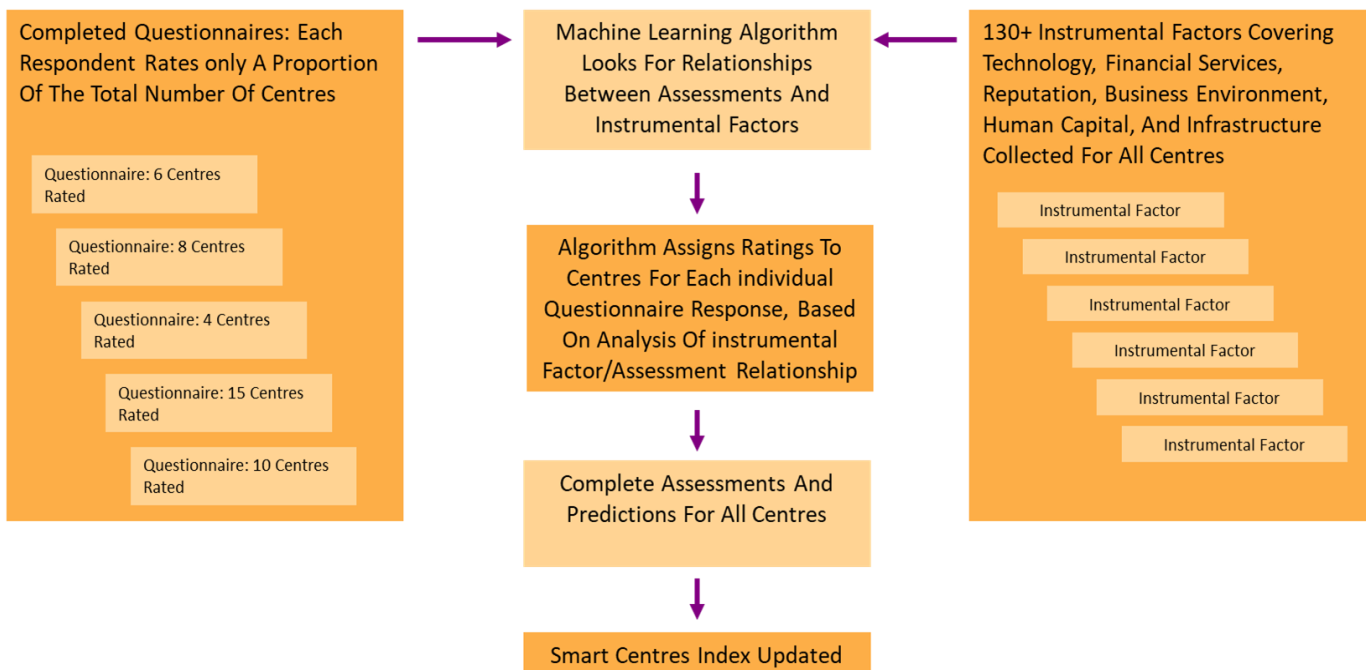 Completed Questionnaires: Each
Respondent Rates only A Proportion
Of The Total Number Of Centres
Questionnaire: 6 Centres
Rated
Questionnaire: 8 Centres
Rated
Questionnaire: 4 Centres
Rated
Questionnaire: 15 Centres
Rated
Questionnaire: 10 Centres
Rated
Machine Learning Algorithm
Looks For Relationships
Between Assessments And
Instrumental Factors
Algorithm Assigns Ratings To
Centres For Each individual
Questionnaire Response, Based
On Analysis Of instrumental
Factor/Assessment Relationship
Complete Assessments And
Predictions For All Centres
Smart Centres Index Updated
130+ Instrumental Factors Covering
Technology, Financial Services,
Reputation, Business Environment,
Human Capital, And Infrastructure
Collected For All Centres
Instrumental Factor
Instrumental Factor
Instrumental Factor
Instrumental Factor
Instrumental Factor
Instrumental Factor